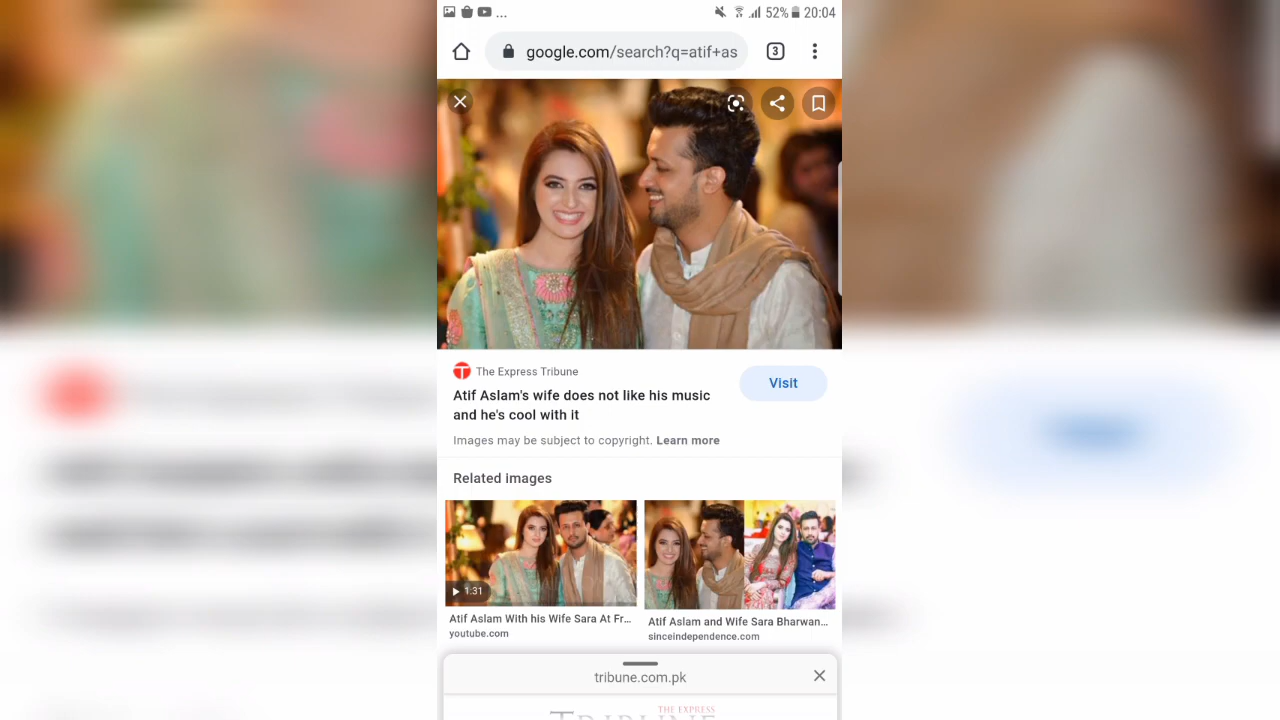 ... 52% 20:04
google.com/search?q=atif+as 3
The Express Tribune
Atif Aslam's wife does not like his music
and he's cool with it
Visit
Images may be subject to copyright. Learn more
Related images
1:31
Atif Aslam With his Wife Sara At Fr...
youtube.com
Atif Aslam and Wife Sara Bharwan...
sinceindependence.com
tribune.com.pk
THE EXPRESS
TRIBUNE